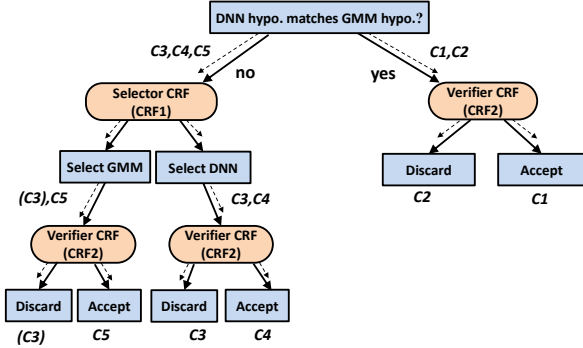 DNN hypo. matches GMM hypo.?
C3,C4,C5
C1,C2
no
yes
Selector CRF
(CRF1)
Verifier CRF
(CRF2)
Select GMM
Select DNN
Discard
Accept
(C3),C5
C3,C4
C2
C1
Verifier CRF
(CRF2)
Verifier CRF
(CRF2)
Discard
Accept
Discard
Accept
(C3)
C5
C3
C4